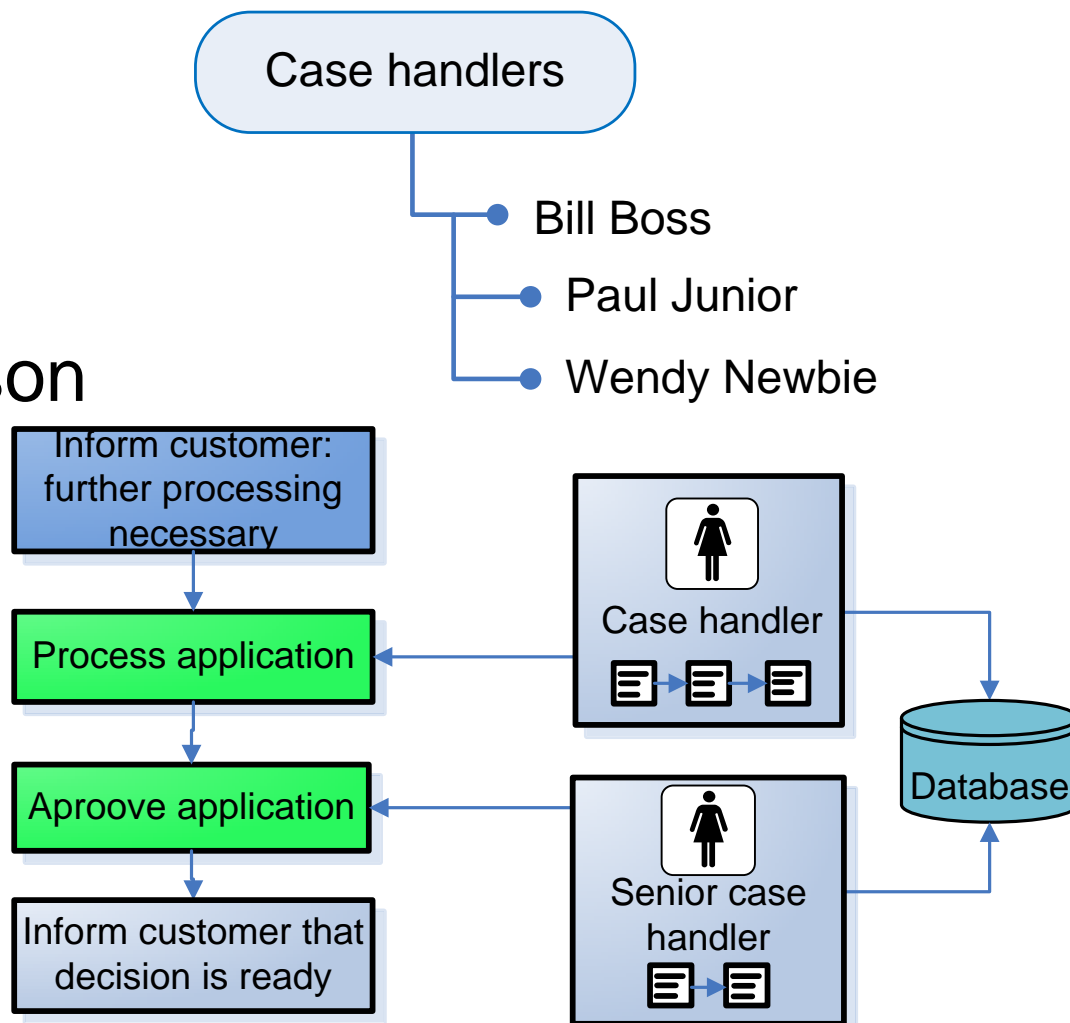 Case handlers
Bill Boss
Paul Junior
Wendy Newbie
son
Inform customer:
further processing
necessary
Process application
Aproove application
Inform customer that
decision is ready
Case handler
Senior case
handler
Database